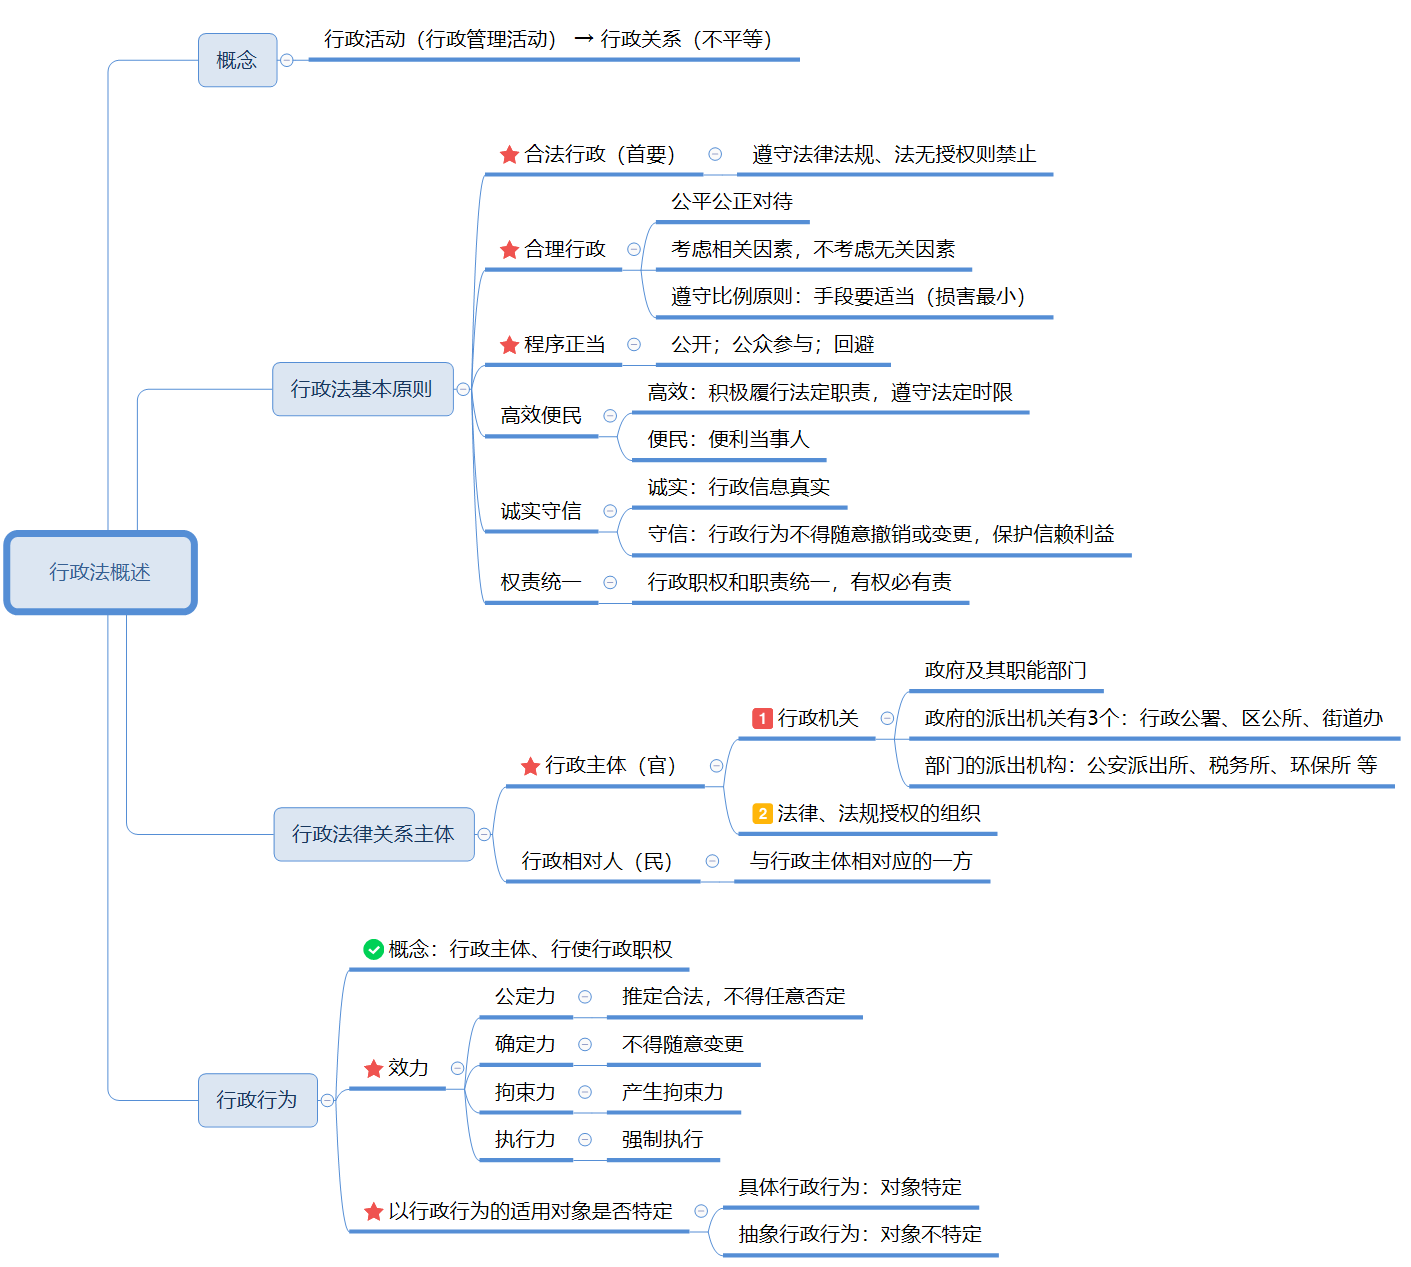 行政法概述
概念
行政活动（行政管理活动） → 行政关系（不平等）
行政法基本原则
合法行政（首要）
遵守法律法规、法无授权则禁止
合理行政
公平公正对待
考虑相关因素，不考虑无关因素
遵守比例原则：手段要适当（损害最小）
程序正当
公开；公众参与；回避
高效便民
高效：积极履行法定职责，遵守法定时限
便民：便利当事人
诚实守信
诚实：行政信息真实
守信：行政行为不得随意撤销或变更，保护信赖利益
权责统一
行政职权和职责统一，有权必有责
行政法律关系主体
行政主体（官）
1 行政机关
政府及其职能部门
政府的派出机关有3个：行政公署、区公所、街道办
部门的派出机构：公安派出所、税务所、环保所 等
2 法律、法规授权的组织
行政相对人（民）
与行政主体相对应的一方
行政行为
概念：行政主体、行使行政职权
效力
公定力
推定合法，不得任意否定
确定力
不得随意变更
拘束力
产生拘束力
执行力
强制执行
以行政行为的适用对象是否特定
具体行政行为：对象特定
抽象行政行为：对象不特定